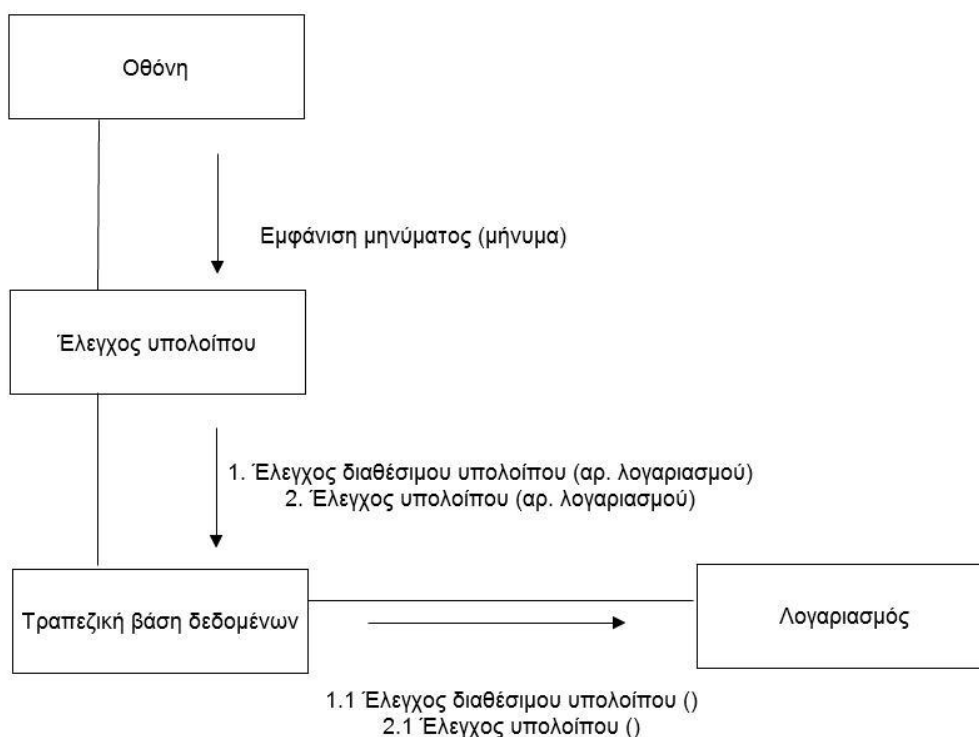 Οθόνη
Εμφάνιση μηνύματος (μήνυμα)
Έλεγχος υπολοίπου
1. Έλεγχος διαθέσιμου υπολοίπου (αρ. λογαριασμού)
2. Έλεγχος υπολοίπου (αρ. λογαριασμού)
Τραπεζική βάση δεδομένων
Λογαριασμός
1.1 Έλεγχος διαθέσιμου υπολοίπου ()
2.1 Έλεγχος υπολοίπου ()